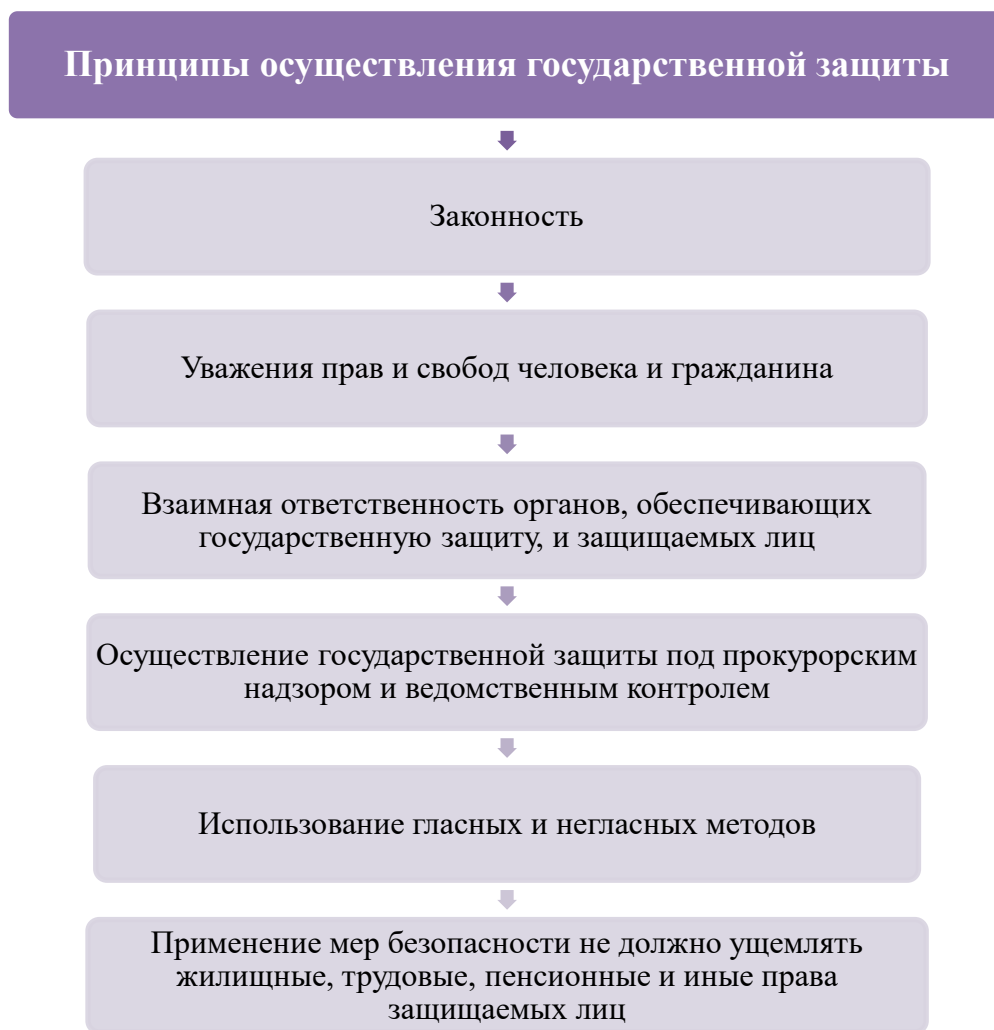 Принципы осуществления государственной защиты
Законность
Уважения прав и свобод человека и гражданина
Взаимная ответственность органов, обеспечивающих
государственную защиту, и защищаемых лиц
Осуществление государственной защиты под прокурорским
надзором и ведомственным контролем
Использование гласных и негласных методов
Применение мер безопасности не должно ущемлять
жилищные, трудовые, пенсионные и иные права
защищаемых лиц